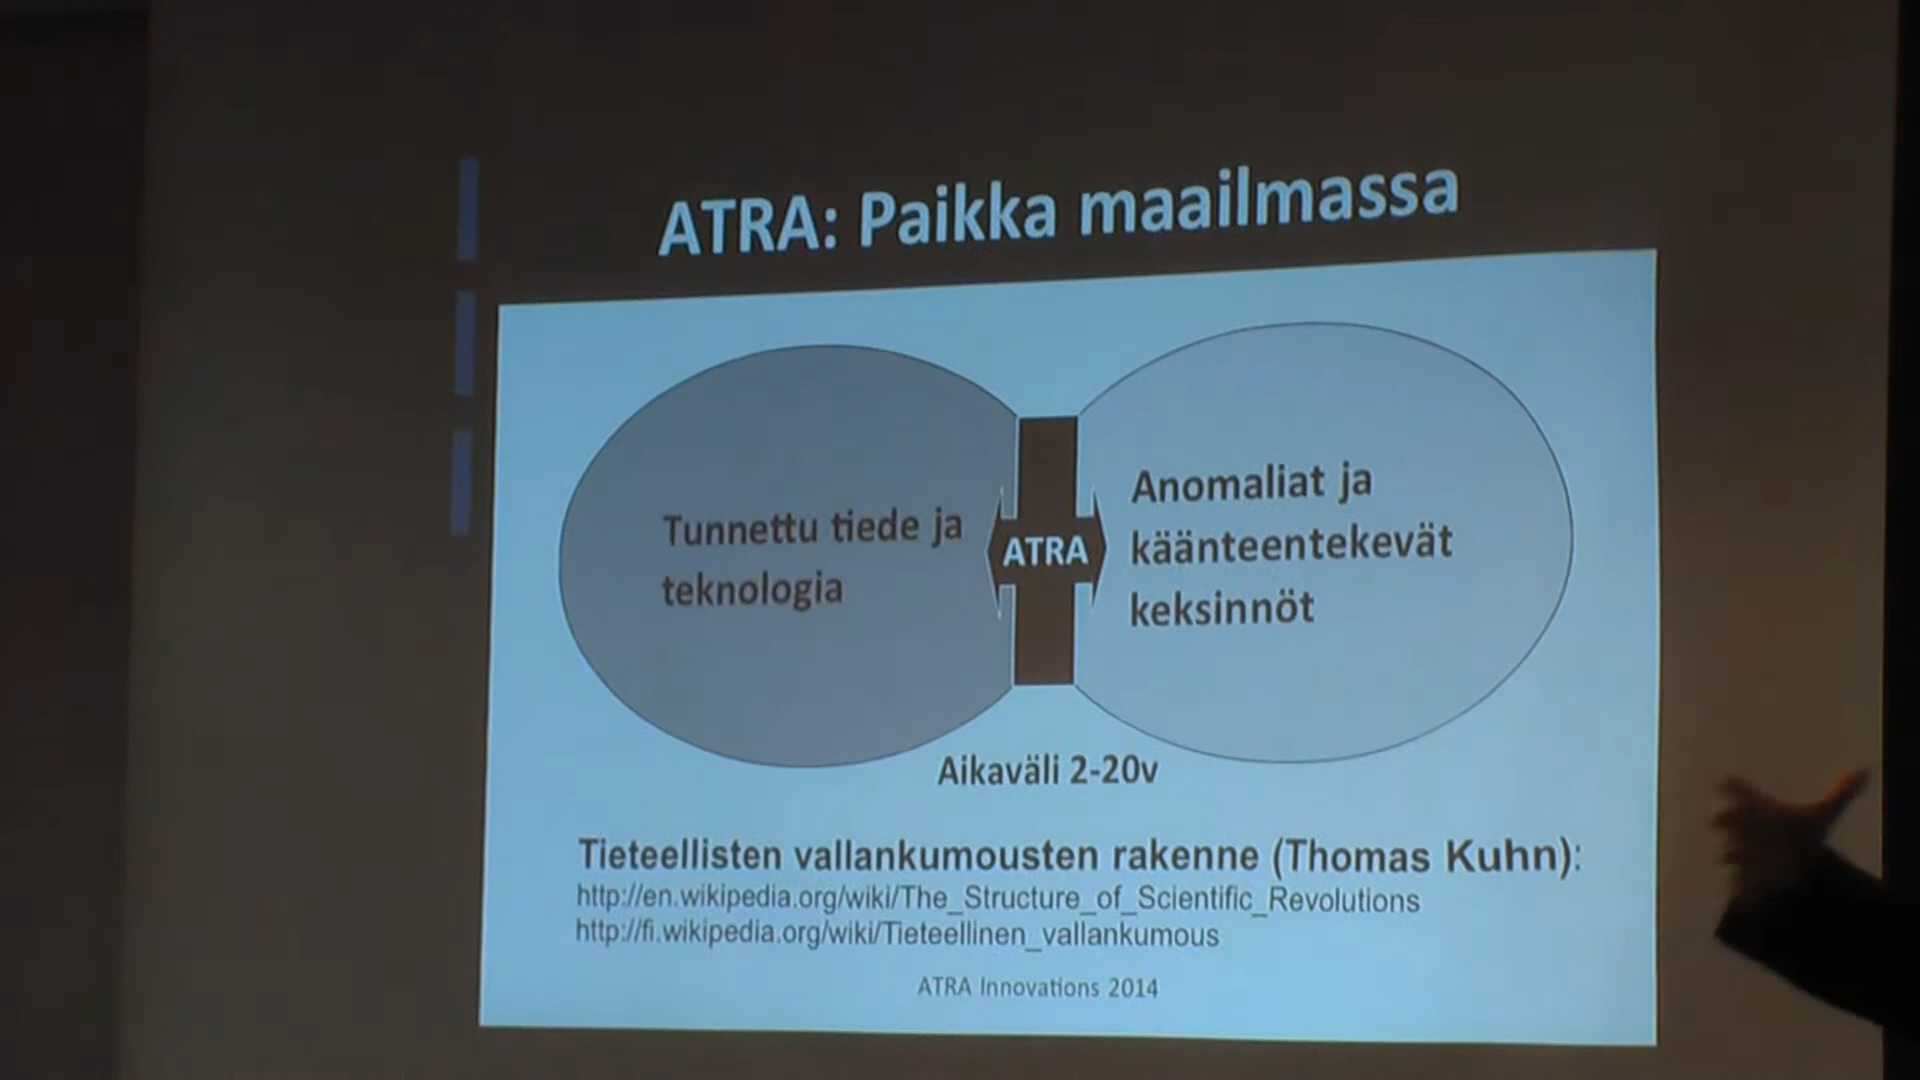 ATRA: Paikka maailmassa
Tunnettu tiede ja
teknologia
ATRA
Anomaliat ja
käänteentekevät
keksinnöt
Aikaväli 2-20v
Tieteellisten vallankumousten rakenne (Thomas Kuhn):
http://en.wikipedia.org/wiki/The_Structure_of_Scientific_Revolutions
http://fi.wikipedia.org/wiki/Tieteellinen_vallankumous
ATRA Innovations 2014